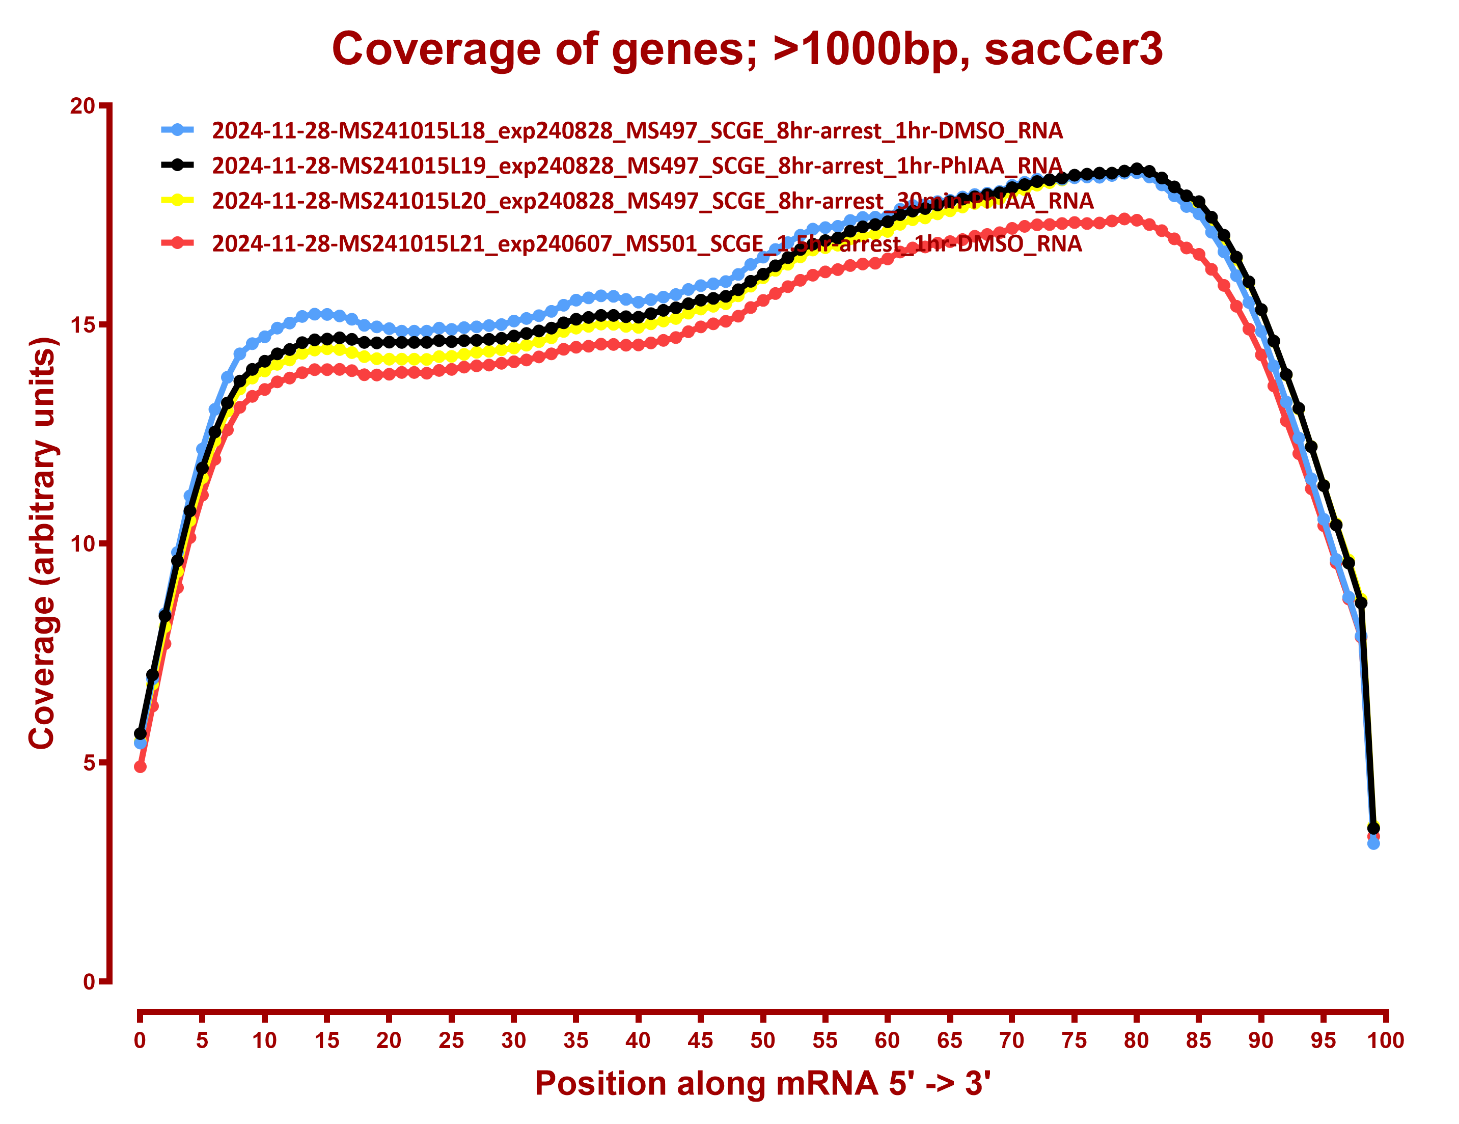 Coverage of genes; >1000bp, sacCer3
20
2024-11-28-MS241015L18_exp240828_MS497_SCGE_8hr-arrest_1hr-DMSO_RNA
2024-11-28-MS241015L19_exp240828_MS497_SCGE_8hr-arrest_1hr-PhIAA_RNA
2024-11-28-MS241015L20_exp240828_MS497_SCGE_8hr-arrest_30min-PhIAA_RNA
2024-11-28-MS241015L21_exp240607_MS501_SCGE_1,5hr-arrest_1hr-DMSO_RNA
15
10
5
0
Coverage (arbitrary units)
0 5 10 15 20 25 30 35 40 45 50 55 60 65 70 75 80 85 90 95 100
Position along mRNA 5' -> 3'